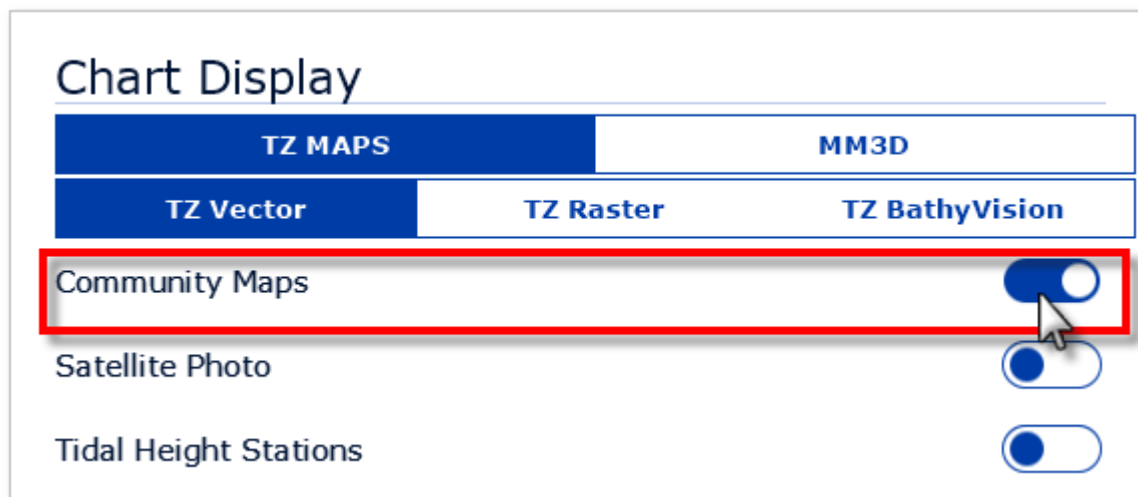 Chart Display
TZ MAPS MM3D
TZ Vector TZ Raster TZ BathyVision
Community Maps
Satellite Photo
Tidal Height Stations